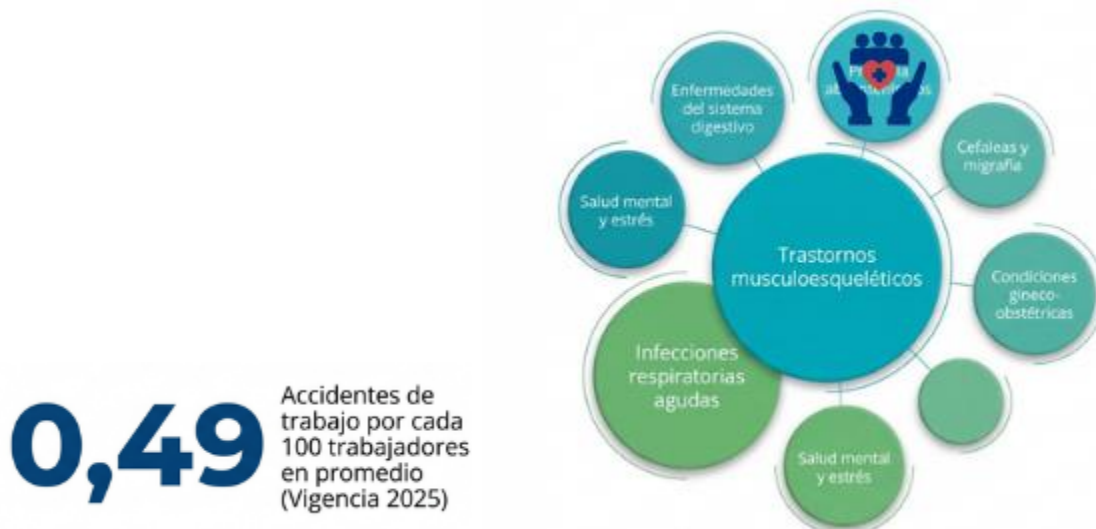 Enfermedades
del sistema
digestivo
Cefaleas y
migraña
Salud mental
y estrés
Trastornos
musculoesqueléticos
Condiciones
gineco-
obstétricas
Infecciones
respiratorias
agudas
Salud mental
y estrés
0,49
Accidentes de
trabajo por cada
100 trabajadores
en promedio
(Vigencia 2025)